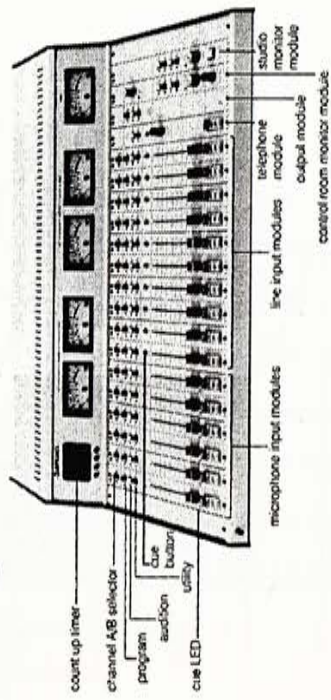 count up timer
channel A/B selector
program
audition
utility
cue
button
cue LED
microphone input modules
line input modules
telephone
module
output module
control room monitor module
studio
monitor
module